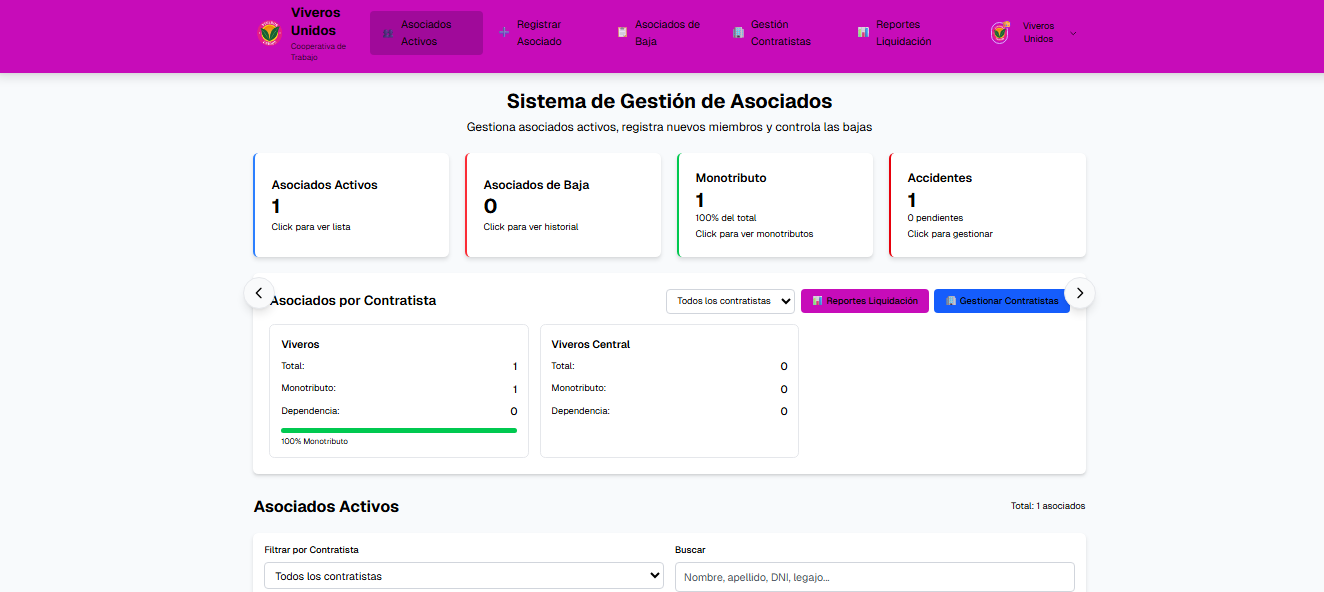 Viveros
Unidos
Cooperativa de
Trabajo
Asociados
Activos
Registrar
Asociado
Asociados de
Baja
Gestión
Contratistas
Reportes
Liquidación
Viveros
Unidos
Sistema de Gestión de Asociados
Gestiona asociados activos, registra nuevos miembros y controla las bajas
Asociados Activos
1
Click para ver lista
Asociados de Baja
0
Click para ver historial
Monotributo
1
100% del total
Click para ver monotributos
Accidentes
1
0 pendientes
Click para gestionar
Asociados por Contratista
Todos los contratistas
Reportes Liquidación
Gestionar Contratistas
Viveros
Total: 1
Monotributo: 1
Dependencia: 0
100% Monotributo
Viveros Central
Total: 0
Monotributo: 0
Dependencia: 0
Asociados Activos
Total: 1 asociados
Filtrar por Contratista
Todos los contratistas
Buscar
Nombre, apellido, DNI, legajo...